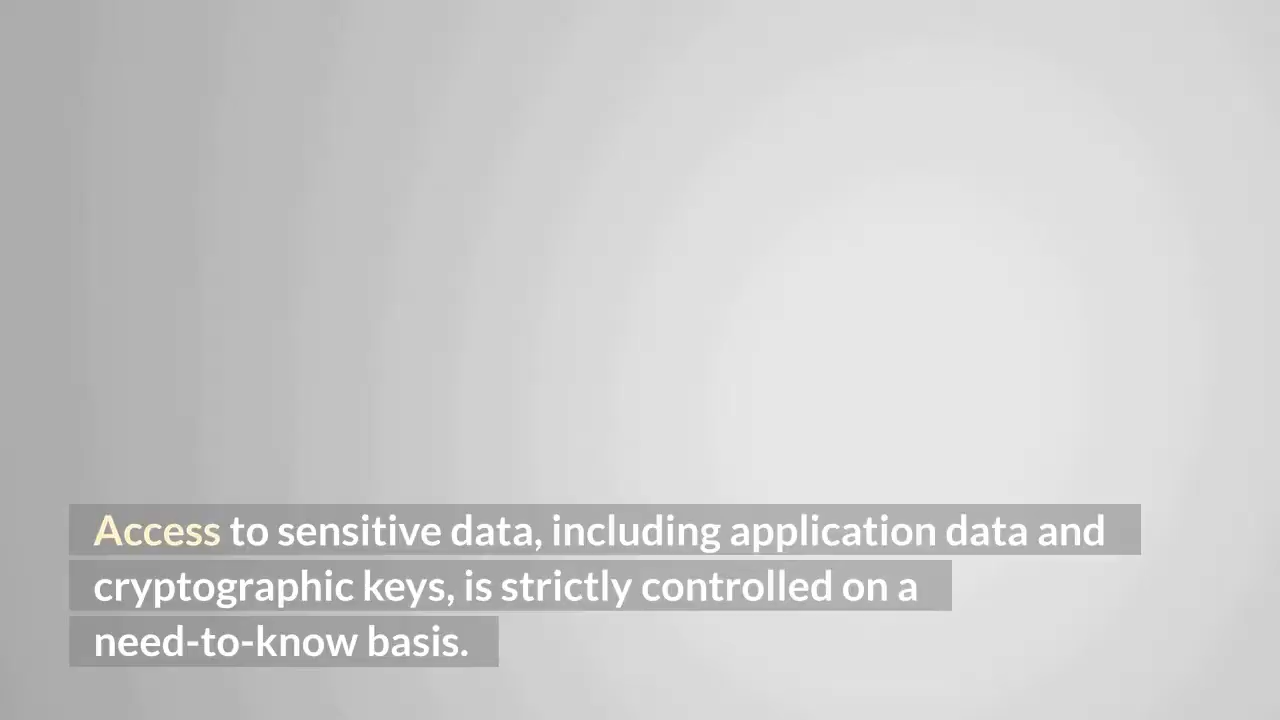 Access to sensitive data, including application data and
cryptographic keys, is strictly controlled on a
need-to-know basis.